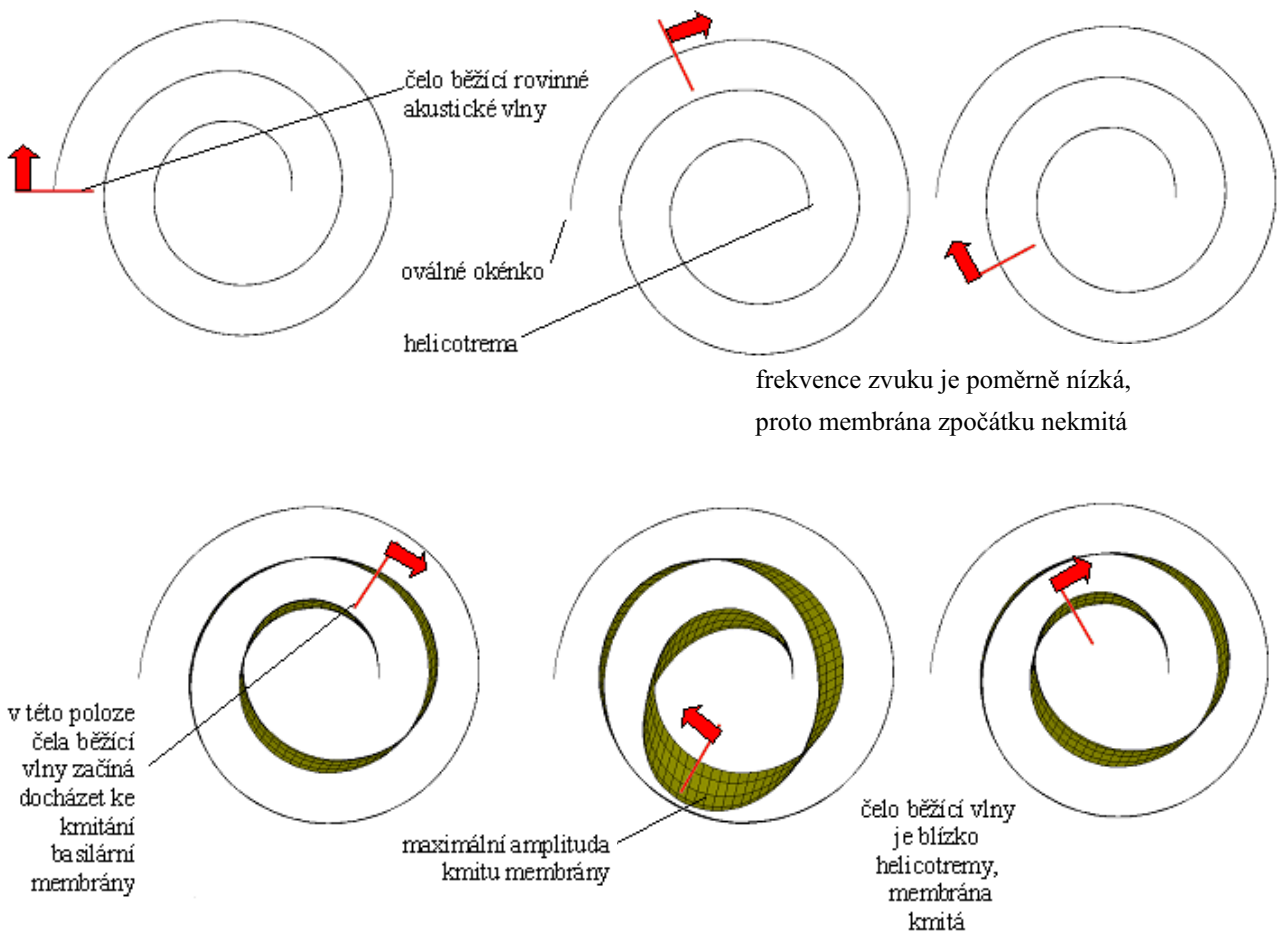 čelo běžící rovinné
akustické vlny
oválné okénko
helicotrema
frekvence zvuku je poměrně nízká,
proto membrána zpočátku nekmitá
v této poloze
čela běžící
vlny začíná
docházet ke
kmitání
basilární
membrány
maximální amplituda
kmitu membrány
čelo běžící vlny
je blízko
helicotremy,
membrána
kmitá